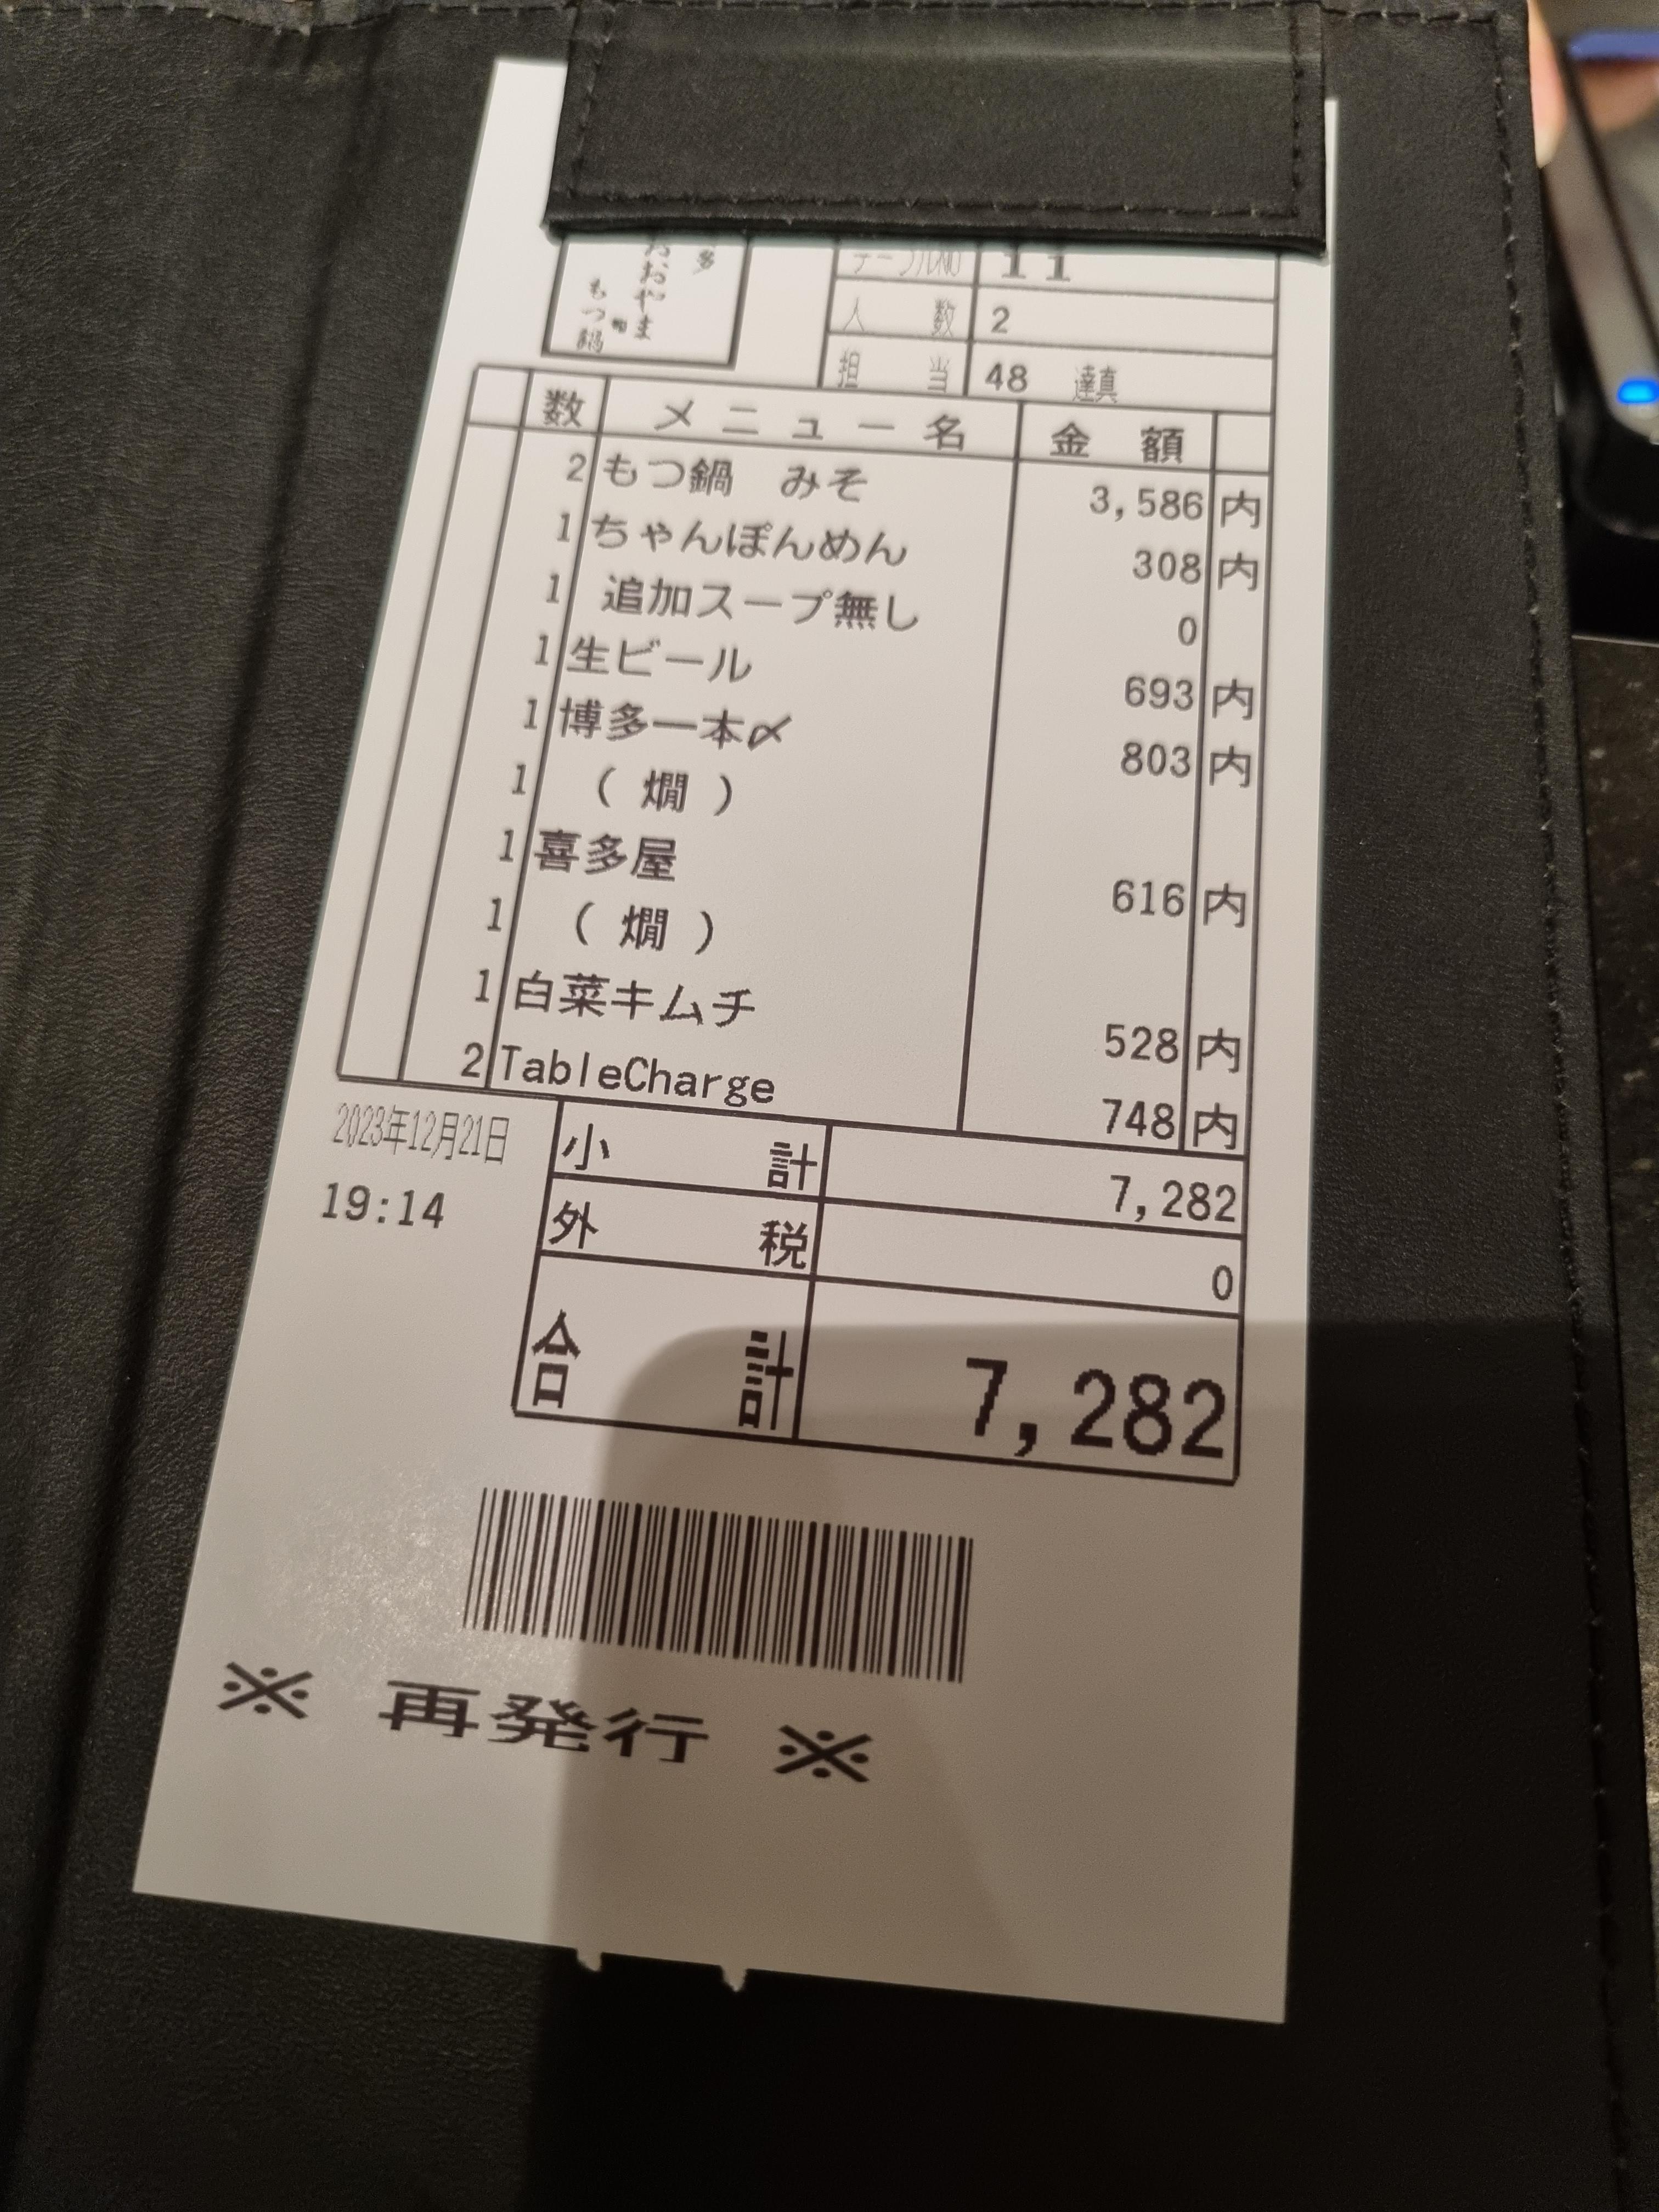 おおやま
もつ鍋
テーブルNO 11
人数 2
担当 48 達真
数 メニュー名 金額
2 もつ鍋 みそ 3,586 内
1 ちゃんぽんめん 308 内
1 追加スープ無し 0
1 生ビール 693 内
1 博多一本〆 803 内
1 (燗)
1 喜多屋 616 内
1 (燗)
1 白菜キムチ 528 内
2 TableCharge 748 内
2023年12月21日
19:14
小計 7,282
外税 0
合計 7,282
※ 再発行 ※